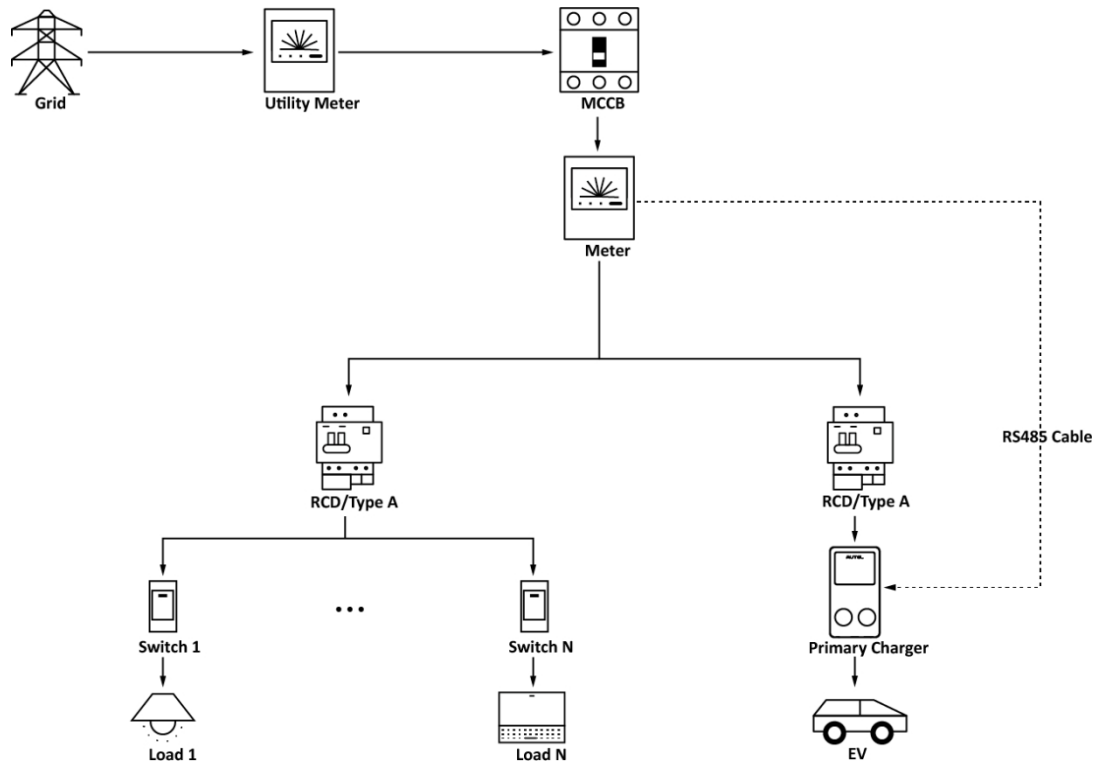 Grid
Utility Meter
MCCB
Meter
RS485 Cable
RCD/Type A
RCD/Type A
AUTEL
Switch 1
...
Switch N
Primary Charger
Load 1
Load N
EV